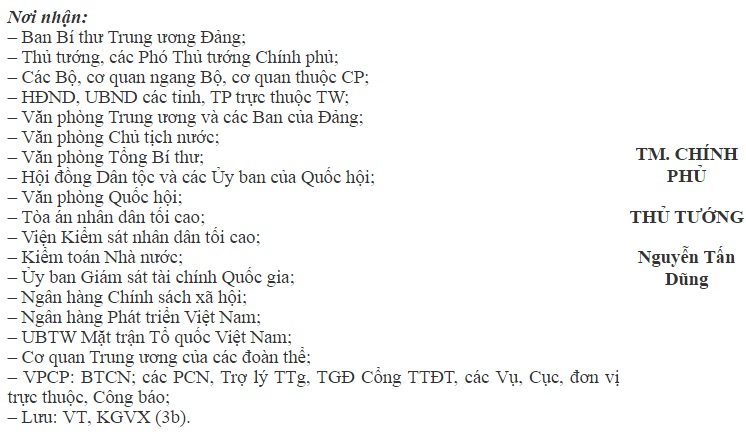 Nơi nhận:
– Ban Bí thư Trung ương Đảng;
– Thủ tướng, các Phó Thủ tướng Chính phủ;
– Các Bộ, cơ quan ngang Bộ, cơ quan thuộc CP;
– HĐND, UBND các tỉnh, TP trực thuộc TW;
– Văn phòng Trung ương và các Ban của Đảng;
– Văn phòng Chủ tịch nước;
– Văn phòng Tổng Bí thư;
– Hội đồng Dân tộc và các Ủy ban của Quốc hội;
– Văn phòng Quốc hội;
– Tòa án nhân dân tối cao;
– Viện Kiểm sát nhân dân tối cao;
– Kiểm toán Nhà nước;
– Ủy ban Giám sát tài chính Quốc gia;
– Ngân hàng Chính sách xã hội;
– Ngân hàng Phát triển Việt Nam;
– UBTW Mặt trận Tổ quốc Việt Nam;
– Cơ quan Trung ương của các đoàn thể;
– VPCP: BTCN; các PCN, Trợ lý TTg, TGĐ Cổng TTĐT, các Vụ, Cục, đơn vị
trực thuộc, Công báo;
– Lưu: VT, KGVX (3b).
TM. CHÍNH
PHỦ
THỦ TƯỚNG
Nguyễn Tấn
Dũng